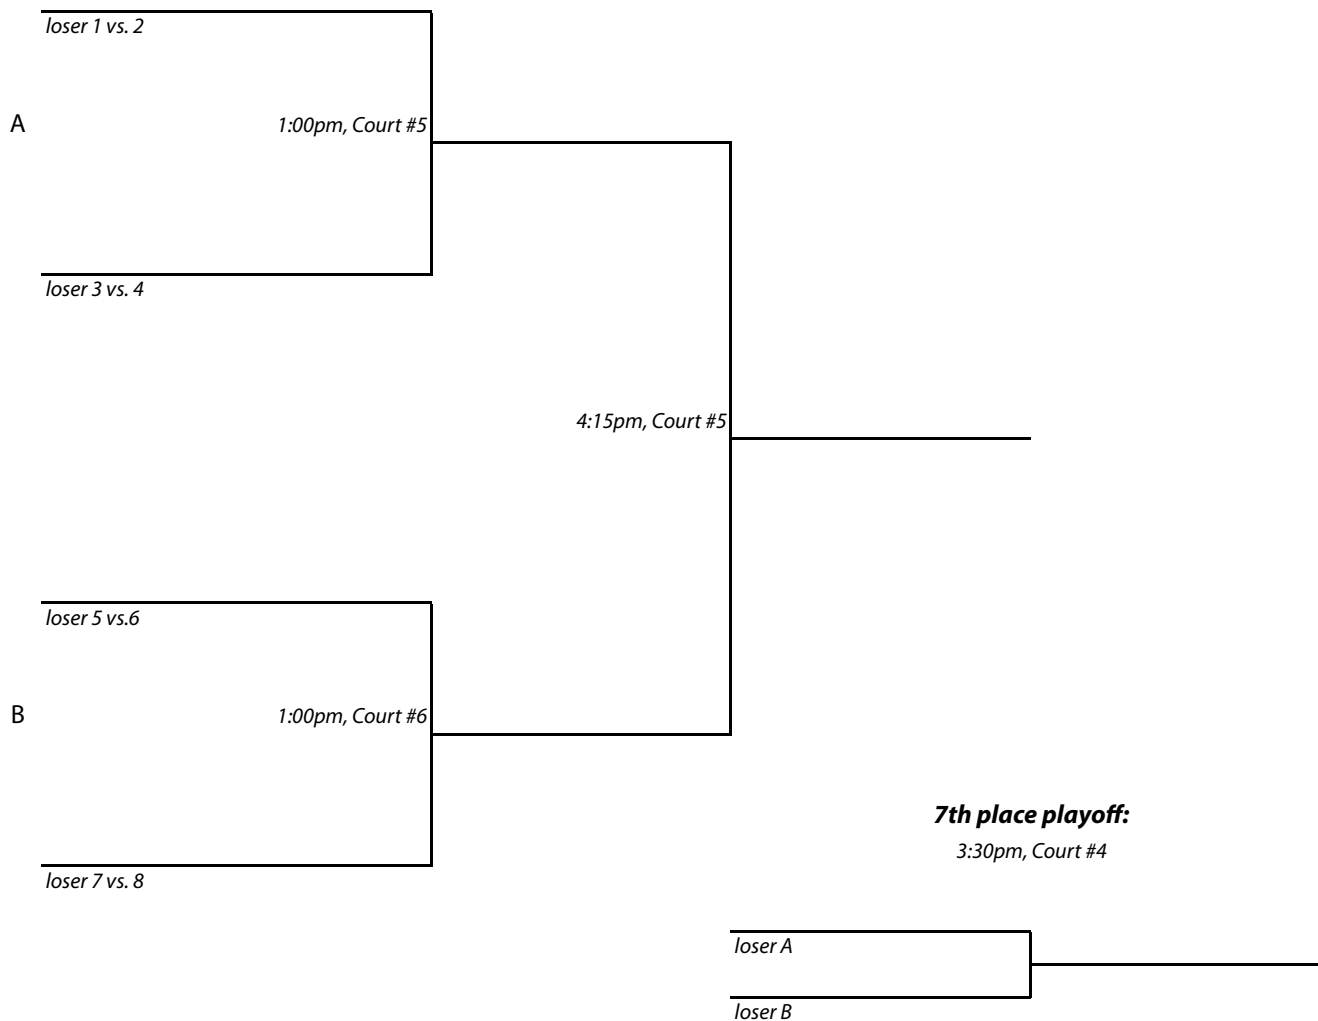 loser 1 vs. 2
A
1:00pm, Court #5
loser 3 vs. 4
4:15pm, Court #5
loser 5 vs.6
B
1:00pm, Court #6
loser 7 vs. 8
7th place playoff:
3:30pm, Court #4
loser A
loser B